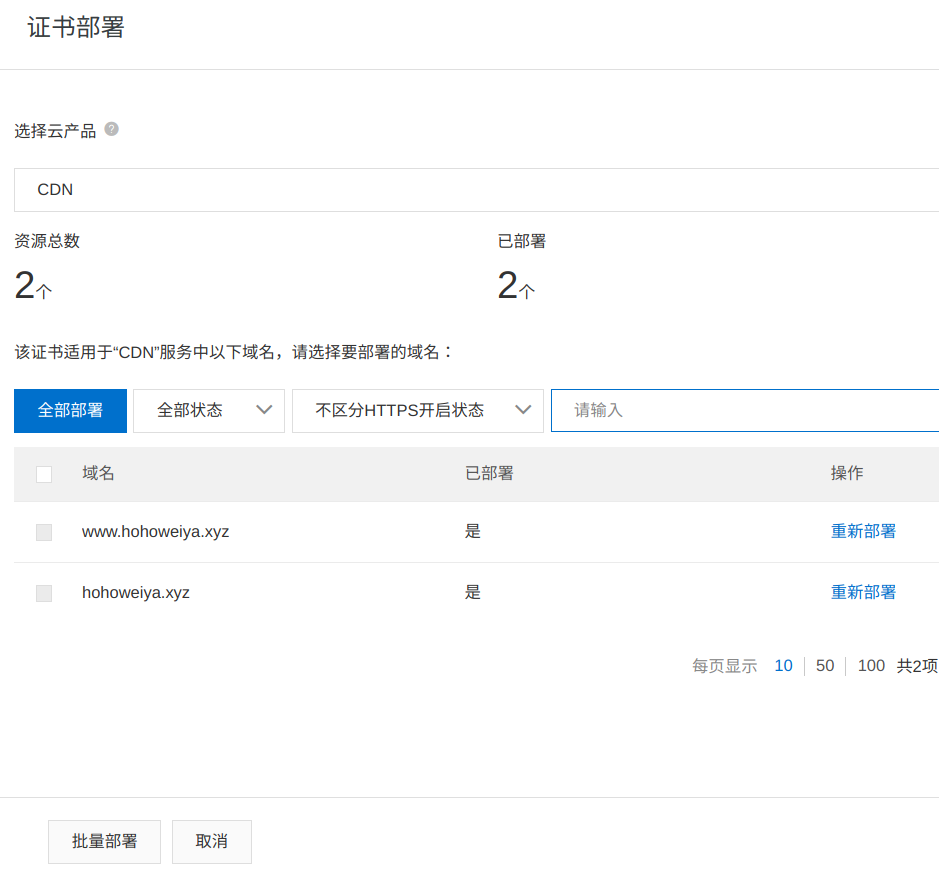 证书部署
选择云产品 ?
CDN
资源总数 已部署
2个 2个
该证书适用于“CDN”服务中以下域名，请选择要部署的域名：
全部部署 全部状态 不区分HTTPS开启状态 请输入
域名 已部署 操作
www.hohoweiya.xyz 是 重新部署
hohoweiya.xyz 是 重新部署
每页显示 10 50 100 共2项
批量部署 取消